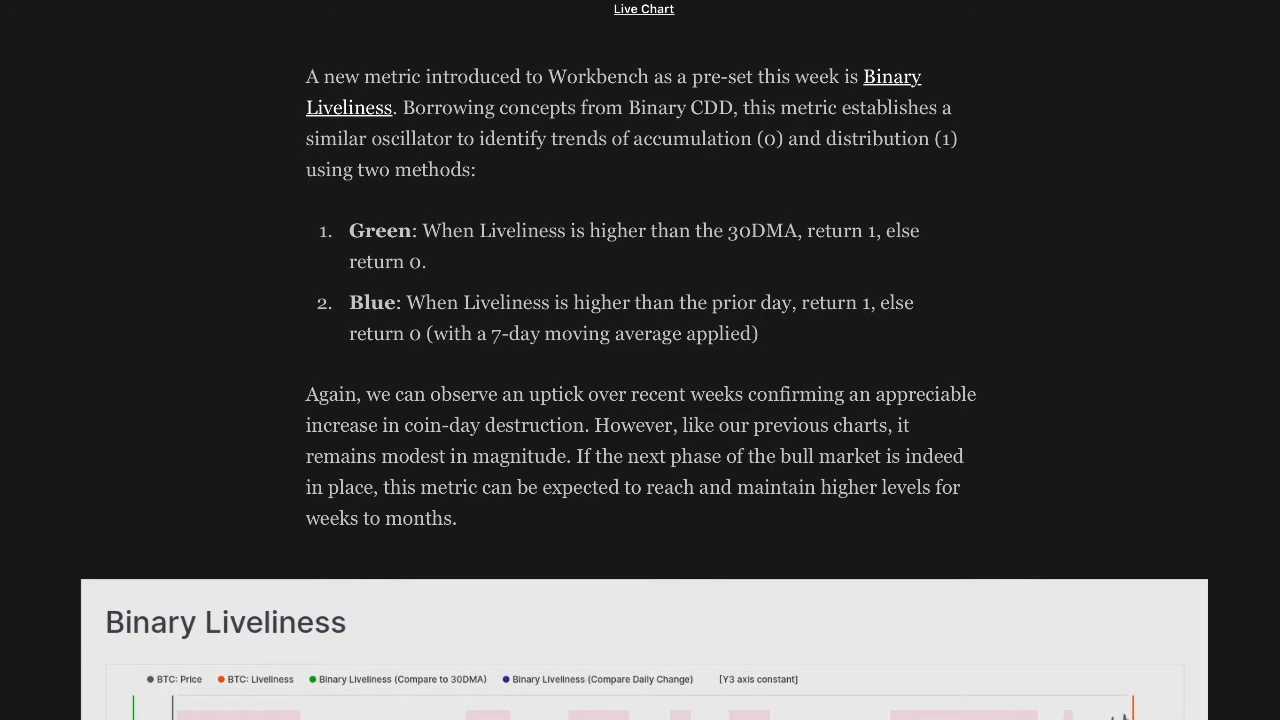 Live Chart
A new metric introduced to Workbench as a pre-set this week is Binary
Liveliness. Borrowing concepts from Binary CDD, this metric establishes a
similar oscillator to identify trends of accumulation (0) and distribution (1)
using two methods:
1. Green: When Liveliness is higher than the 30DMA, return 1, else
return 0.
2. Blue: When Liveliness is higher than the prior day, return 1, else
return 0 (with a 7-day moving average applied)
Again, we can observe an uptick over recent weeks confirming an appreciable
increase in coin-day destruction. However, like our previous charts, it
remains modest in magnitude. If the next phase of the bull market is indeed
in place, this metric can be expected to reach and maintain higher levels for
weeks to months.
Binary Liveliness
BTC: Price BTC: Liveliness Binary Liveliness (Compare to 30DMA) Binary Liveliness (Compare Daily Change) [Y3 axis constant]